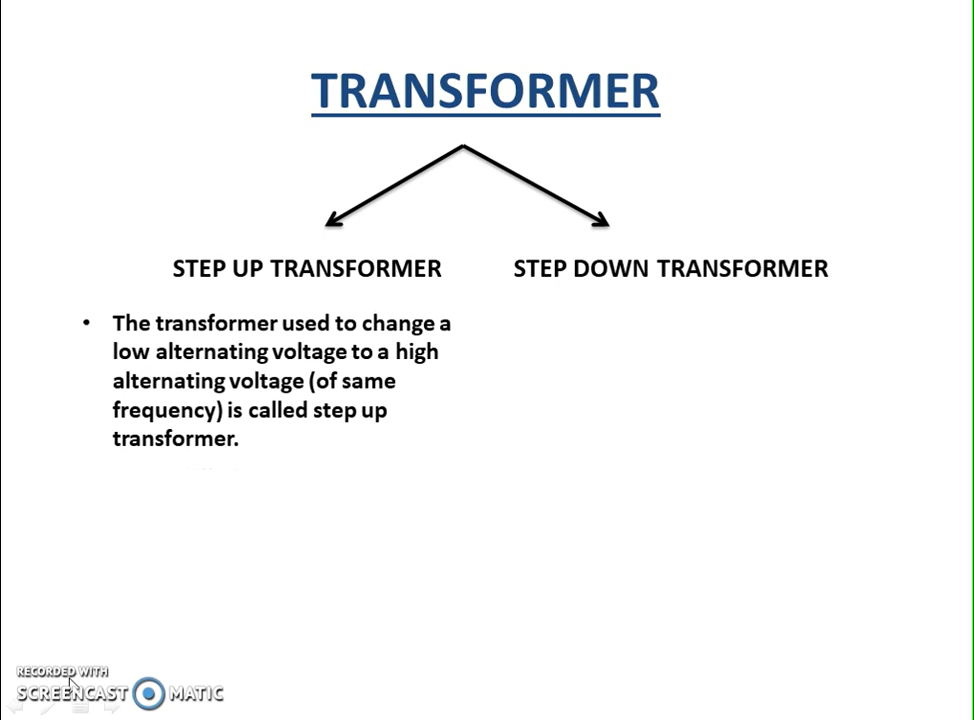 TRANSFORMER
STEP UP TRANSFORMER
STEP DOWN TRANSFORMER
• The transformer used to change a
low alternating voltage to a high
alternating voltage (of same
frequency) is called step up
transformer.
RECORDED WITH
SCREENCAST MATIC